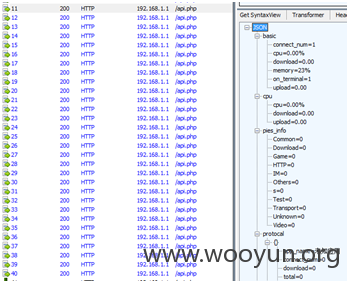 11 200 HTTP 192.168.1.1 /api.php
12 200 HTTP 192.168.1.1 /api.php
13 200 HTTP 192.168.1.1 /api.php
14 200 HTTP 192.168.1.1 /api.php
15 200 HTTP 192.168.1.1 /api.php
16 200 HTTP 192.168.1.1 /api.php
17 200 HTTP 192.168.1.1 /api.php
18 200 HTTP 192.168.1.1 /api.php
19 200 HTTP 192.168.1.1 /api.php
20 200 HTTP 192.168.1.1 /api.php
21 200 HTTP 192.168.1.1 /api.php
22 200 HTTP 192.168.1.1 /api.php
23 200 HTTP 192.168.1.1 /api.php
24 200 HTTP 192.168.1.1 /api.php
25 200 HTTP 192.168.1.1 /api.php
26 200 HTTP 192.168.1.1 /api.php
27 200 HTTP 192.168.1.1 /api.php
28 200 HTTP 192.168.1.1 /api.php
29 200 HTTP 192.168.1.1 /api.php
30 200 HTTP 192.168.1.1 /api.php
31 200 HTTP 192.168.1.1 /api.php
32 200 HTTP 192.168.1.1 /api.php
33 200 HTTP 192.168.1.1 /api.php
34 200 HTTP 192.168.1.1 /api.php
35 200 HTTP 192.168.1.1 /api.php
36 200 HTTP 192.168.1.1 /api.php
37 200 HTTP 192.168.1.1 /api.php
38 200 HTTP 192.168.1.1 /api.php
39 200 HTTP 192.168.1.1 /api.php
40 200 HTTP 192.168.1.1 /api.php
Get SyntaxView Transformer Hea
JSON
basic
connect_num=1
cpu=0.00%
download=0.00
memory=23%
on_terminal=1
upload=0.00
cpu
cpu=0.00%
download=0.00
upload=0.00
pies_info
Common=0
Download=0
Game=0
HTTP=0
IM=0
Others=0
s=0
Test=0
Transport=0
Unknown=0
Video=0
protocal
{}
download=0
total=0
www.wooyun.org